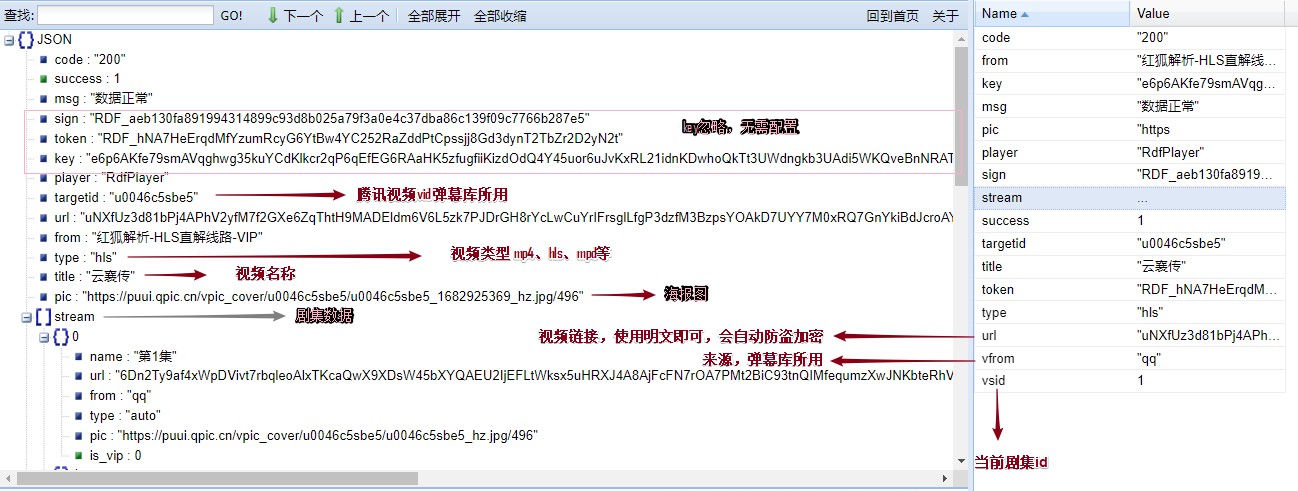 查找: GO! 下一个 上一个 全部展开 全部收缩 回到首页 关于
JSON
code : "200"
success : 1
msg : "数据正常"
sign : "RDF_aeb130fa891994314899c93d8b025a79f3a0e4c37dba86c139f09c7766b287e5"
token : "RDF_hNA7HeErqdMfYzumRcyG6YtBw4YC252RaZddPtCpssjj8Gd3dynT2TbZr2D2yN2t"
key忽略，无需配置
key : "e6p6AKfe79smAVqghwg35kuYCdKlkcr2qP6qEfEG6RAaHK5zfugfiiKizdOdQ4Y45uor6uJvKxRL21idnKDwhoQkTt3UWdngkb3UAdi5WKQveBnNRAT
player : "RdfPlayer"
targetid : "u0046c5sbe5"
腾讯视频vid弹幕库所用
url : "uNXfUz3d81bPj4APhV2yfM7f2GXe6ZqThtH9MADEldm6V6L5zk7PJDrGH8rYcLwCuYrIFrsglLfgP3dzfM3BzpsYOAkD7UYY7M0xRQ7GnYkiBdJcroAY
from : "红狐解析-HLS直解线路-VIP"
type : "hls"
视频类型 mp4、hls、mpd等
title : "云襄传"
视频名称
pic : "https://puui.qpic.cn/vpic_cover/u0046c5sbe5/u0046c5sbe5_1682925369_hz.jpg/496"
海报图
stream
剧集数据
0
name : "第1集"
url : "6Dn2Ty9af4xWpDVivt7rbqleoAlxTKcaQwX9XDsW45bXYQAEU2IjEFLtWksx5uHRXJ4A8AjFcFN7rOA7PMt2BiC93tnQIMfequmzXwJNKbteRhV
from : "qq"
type : "auto"
pic : "https://puui.qpic.cn/vpic_cover/u0046c5sbe5/u0046c5sbe5_hz.jpg/496"
is_vip : 0
视频链接，使用明文即可，会自动防盗加密
来源，弹幕库所用
Name Value
code "200"
from "红狐解析-HLS直解线...
key "e6p6AKfe79smAVqg...
msg "数据正常"
pic "https
player "RdfPlayer"
sign "RDF_aeb130fa8919...
stream ...
success 1
targetid "u0046c5sbe5"
title "云襄传"
token "RDF_hNA7HeErqdM...
type "hls"
url "uNXfUz3d81bPj4APh...
vfrom "qq"
vsid 1
当前剧集id